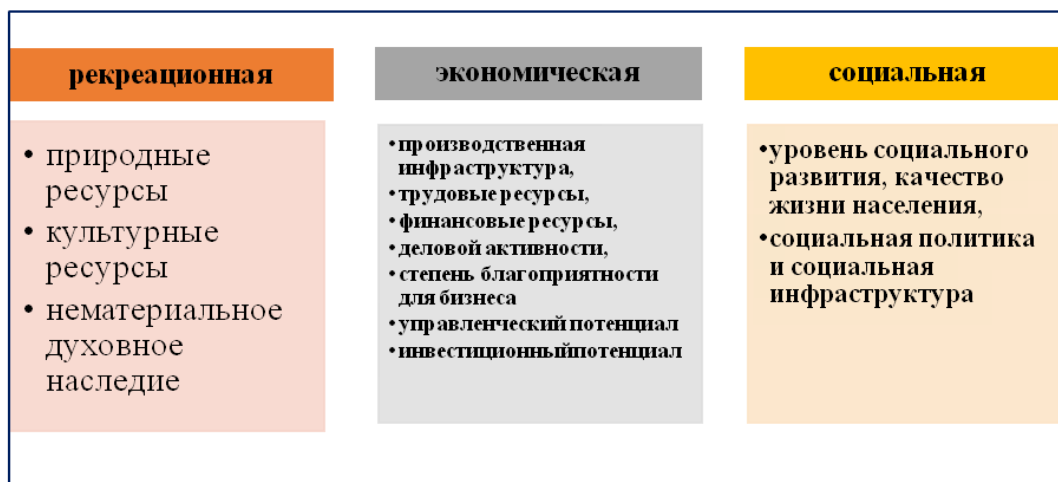 рекреационная
• природные
ресурсы
• культурные
ресурсы
• нематериальное
духовное
наследие
экономическая
•производственная
инфраструктура,
•трудовые ресурсы,
•финансовые ресурсы,
•деловой активности,
•степень благоприятности
для бизнеса
•управленческий потенциал
•инвестиционныйпотенциал
социальная
•уровень социального
развития, качество
жизни населения,
•социальная политика
и социальная
инфраструктура